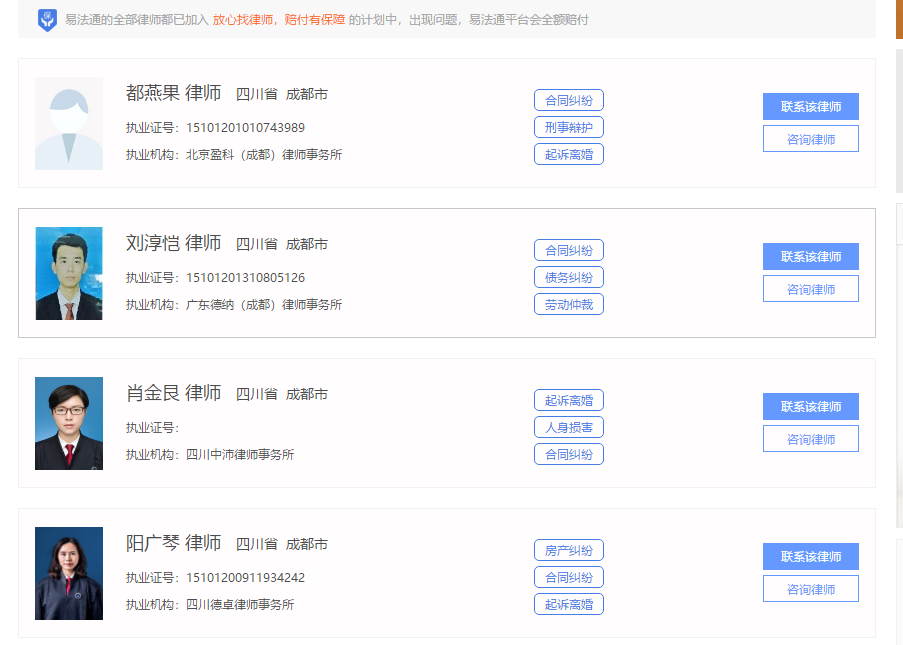 易法通的全部律师都已加入 放心找律师，赔付有保障 的计划中，出现问题，易法通平台会全额赔付
都燕果 律师 四川省 成都市
执业证号：15101201010743989
执业机构：北京盈科（成都）律师事务所
合同纠纷
刑事辩护
起诉离婚
联系该律师
咨询律师
刘淳恺 律师 四川省 成都市
执业证号：15101201310805126
执业机构：广东德纳（成都）律师事务所
合同纠纷
债务纠纷
劳动仲裁
联系该律师
咨询律师
肖金艮 律师 四川省 成都市
执业证号：
执业机构：四川中沛律师事务所
起诉离婚
人身损害
合同纠纷
联系该律师
咨询律师
阳广琴 律师 四川省 成都市
执业证号：15101200911934242
执业机构：四川德卓律师事务所
房产纠纷
合同纠纷
起诉离婚
联系该律师
咨询律师